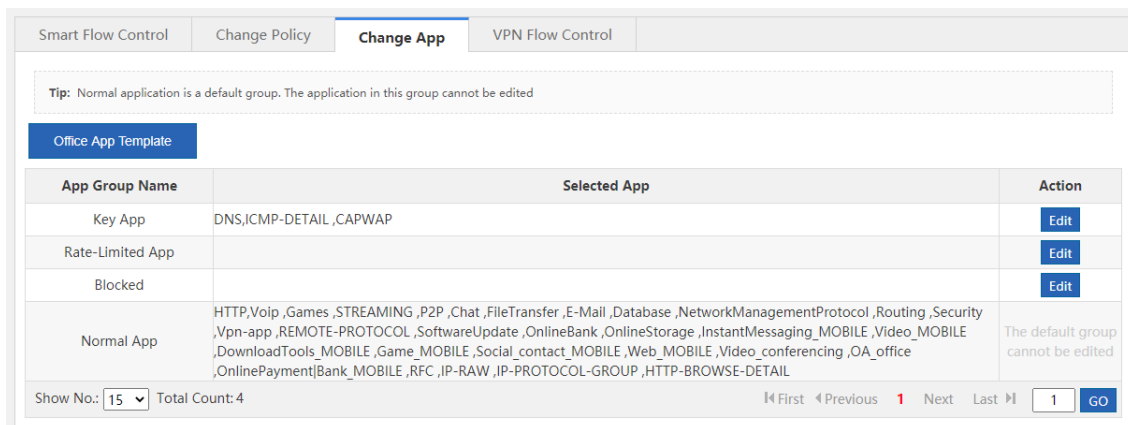 Smart Flow Control Change Policy Change App VPN Flow Control
Tip: Normal application is a default group. The application in this group cannot be edited
Office App Template
App Group Name Selected App Action
Key App DNS,ICMP-DETAIL ,CAPWAP Edit
Rate-Limited App Edit
Blocked Edit
Normal App
HTTP,Voip ,Games ,STREAMING ,P2P ,Chat ,FileTransfer ,E-Mail ,Database ,NetworkManagementProtocol ,Routing ,Security
,Vpn-app ,REMOTE-PROTOCOL ,SoftwareUpdate ,OnlineBank ,OnlineStorage ,InstantMessaging_MOBILE ,Video_MOBILE
,DownloadTools_MOBILE ,Game_MOBILE ,Social_contact_MOBILE ,Web_MOBILE ,Video_conferencing ,OA_office
,OnlinePayment|Bank_MOBILE ,RFC ,IP-RAW ,IP-PROTOCOL-GROUP ,HTTP-BROWSE-DETAIL
The default group
cannot be edited
Show No.: 15 Total Count: 4 First Previous 1 Next Last 1 GO